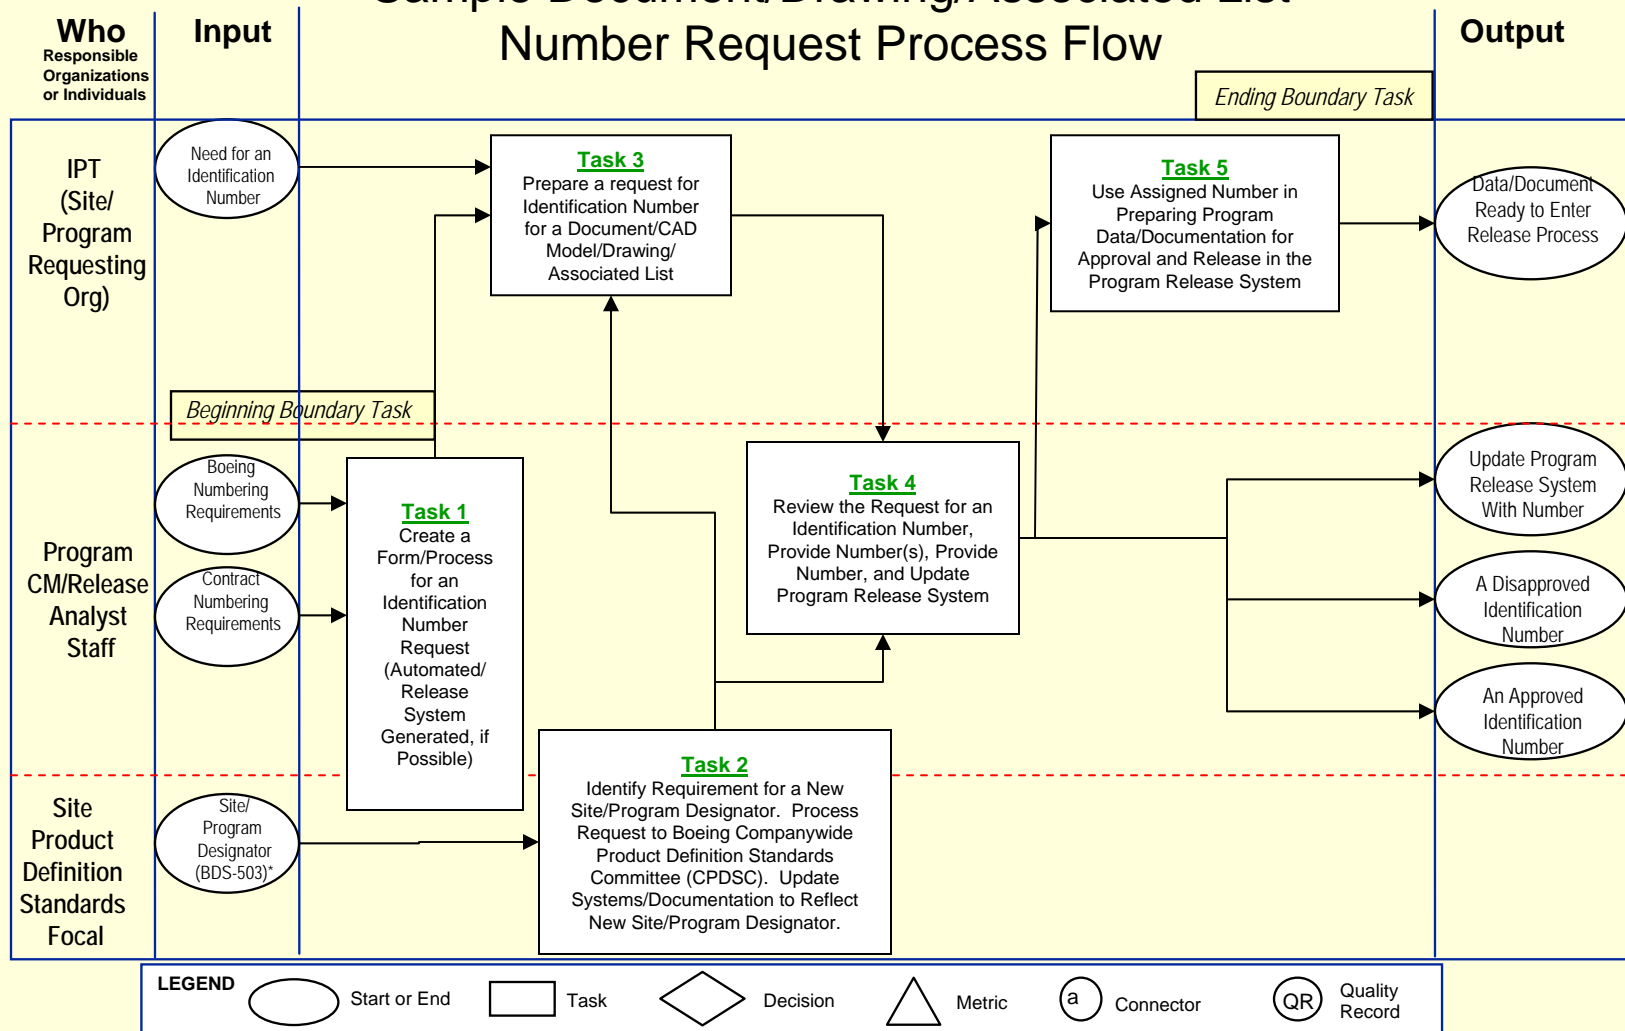 Sample Document/Drawing/Associated List
Number Request Process Flow
Who
Responsible
Organizations
or Individuals
Input
Output
Ending Boundary Task
IPT
(Site/
Program
Requesting
Org)
Need for an
Identification
Number
Task 3
Prepare a request for
Identification Number
for a Document/CAD
Model/Drawing/
Associated List
Task 5
Use Assigned Number in
Preparing Program
Data/Documentation for
Approval and Release in the
Program Release System
Data/Document
Ready to Enter
Release Process
Beginning Boundary Task
Program
CM/Release
Analyst
Staff
Boeing
Numbering
Requirements
Contract
Numbering
Requirements
Task 1
Create a
Form/Process
for an
Identification
Number
Request
(Automated/
Release
System
Generated, if
Possible)
Task 4
Review the Request for an
Identification Number,
Provide Number(s), Provide
Number, and Update
Program Release System
Update Program
Release System
With Number
A Disapproved
Identification
Number
An Approved
Identification
Number
Site
Product
Definition
Standards
Focal
Site/
Program
Designator
(BDS-503)*
Task 2
Identify Requirement for a New
Site/Program Designator.  Process
Request to Boeing Companywide
Product Definition Standards
Committee (CPDSC).  Update
Systems/Documentation to Reflect
New Site/Program Designator.
LEGEND
Start or End
Task
Decision
Metric
a
Connector
QR
Quality
Record